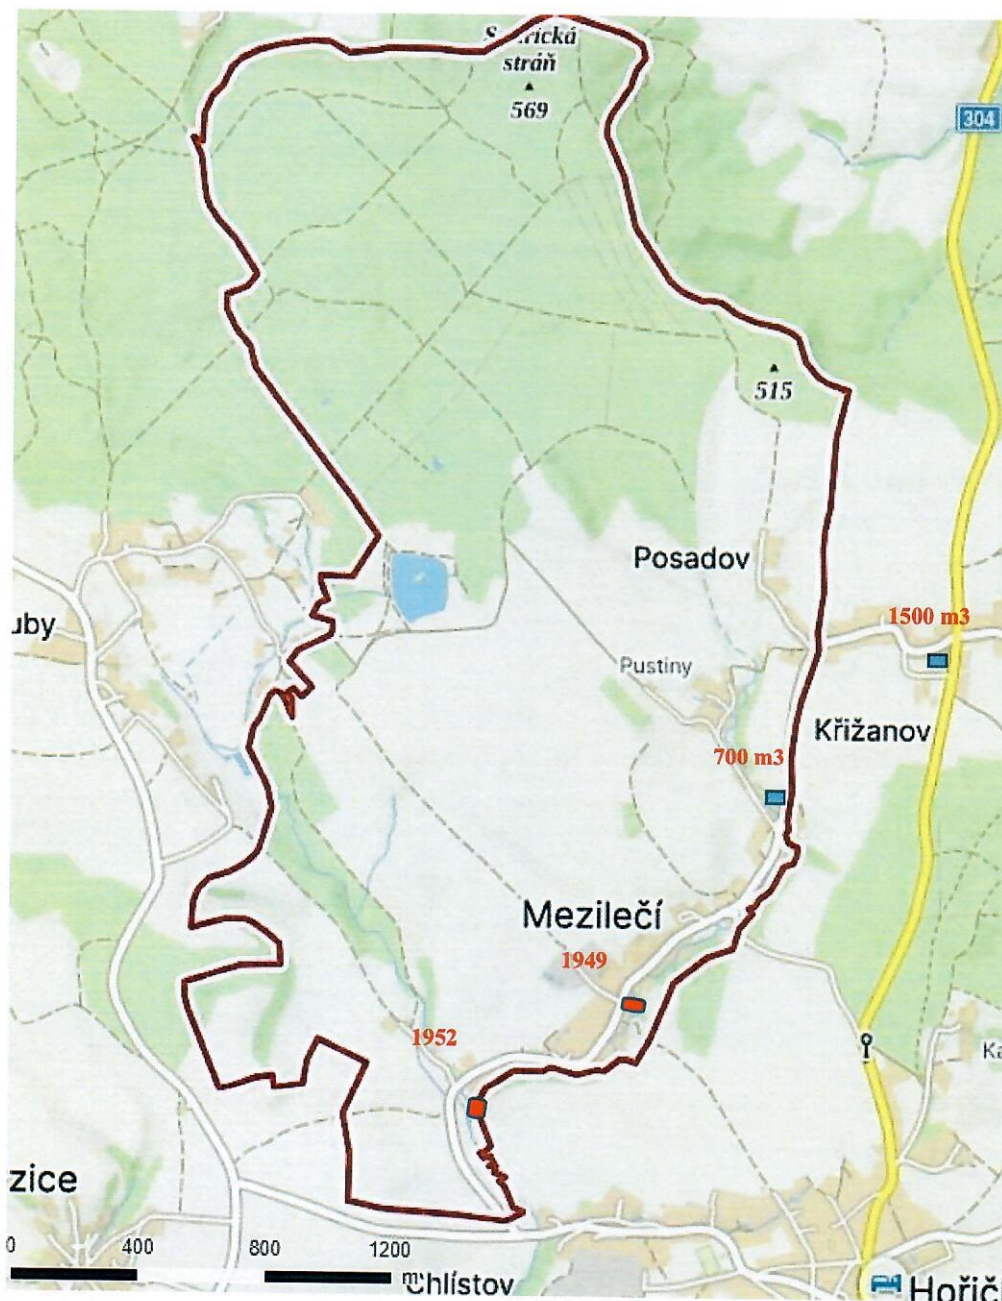 stráň
569
304
515
Posadov
1500 m3
uby
Pustiny
Křižanov
700 m3
Mezilečí
1949
1952
Ka
zice
0 400 800 1200
m
Chlístov
Hořič